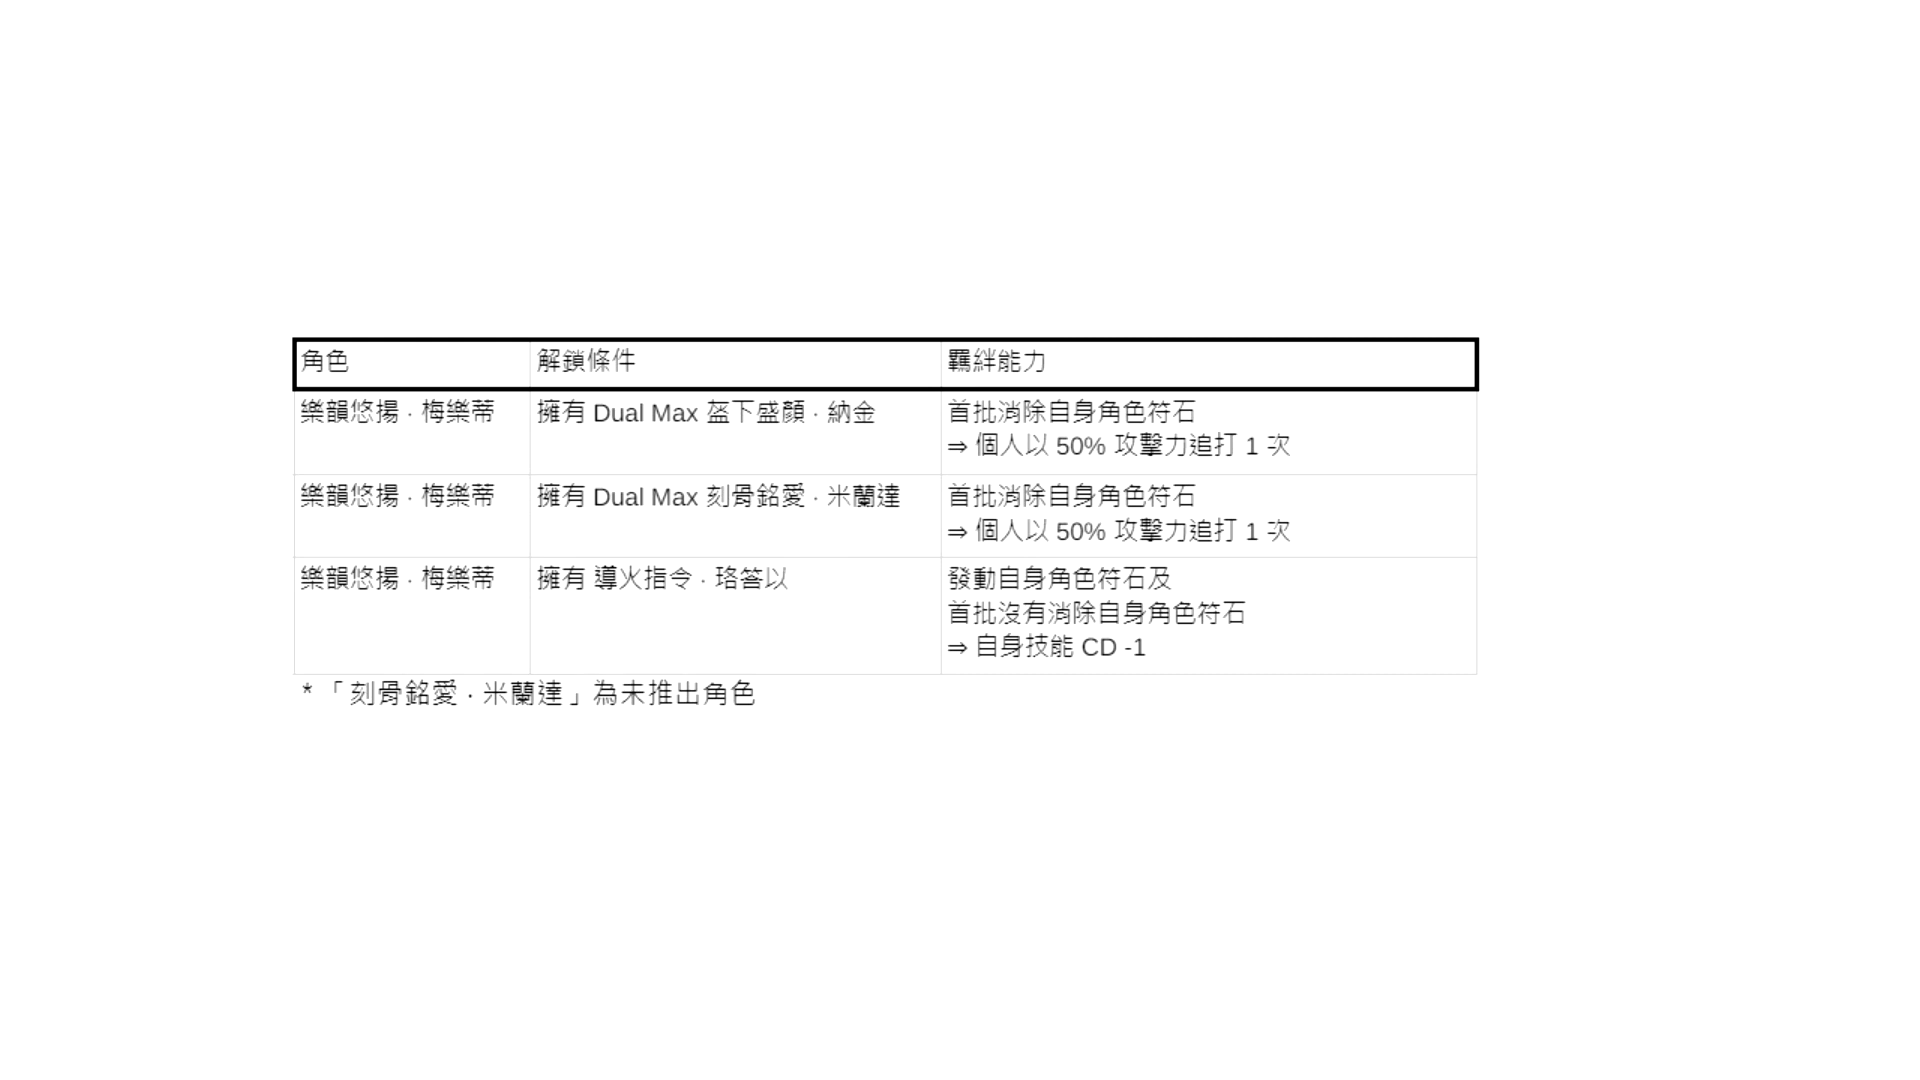 角色 解鎖條件 羈絆能力
樂韻悠揚 · 梅樂蒂 擁有 Dual Max 盔下盛顏 · 納金 首批消除自身角色符石
⇒ 個人以 50% 攻擊力追打 1 次
樂韻悠揚 · 梅樂蒂 擁有 Dual Max 刻骨銘愛 · 米蘭達 首批消除自身角色符石
⇒ 個人以 50% 攻擊力追打 1 次
樂韻悠揚 · 梅樂蒂 擁有 導火指令 · 珞答以 發動自身角色符石及
首批沒有消除自身角色符石
⇒ 自身技能 CD -1
* 「刻骨銘愛 · 米蘭達」為未推出角色